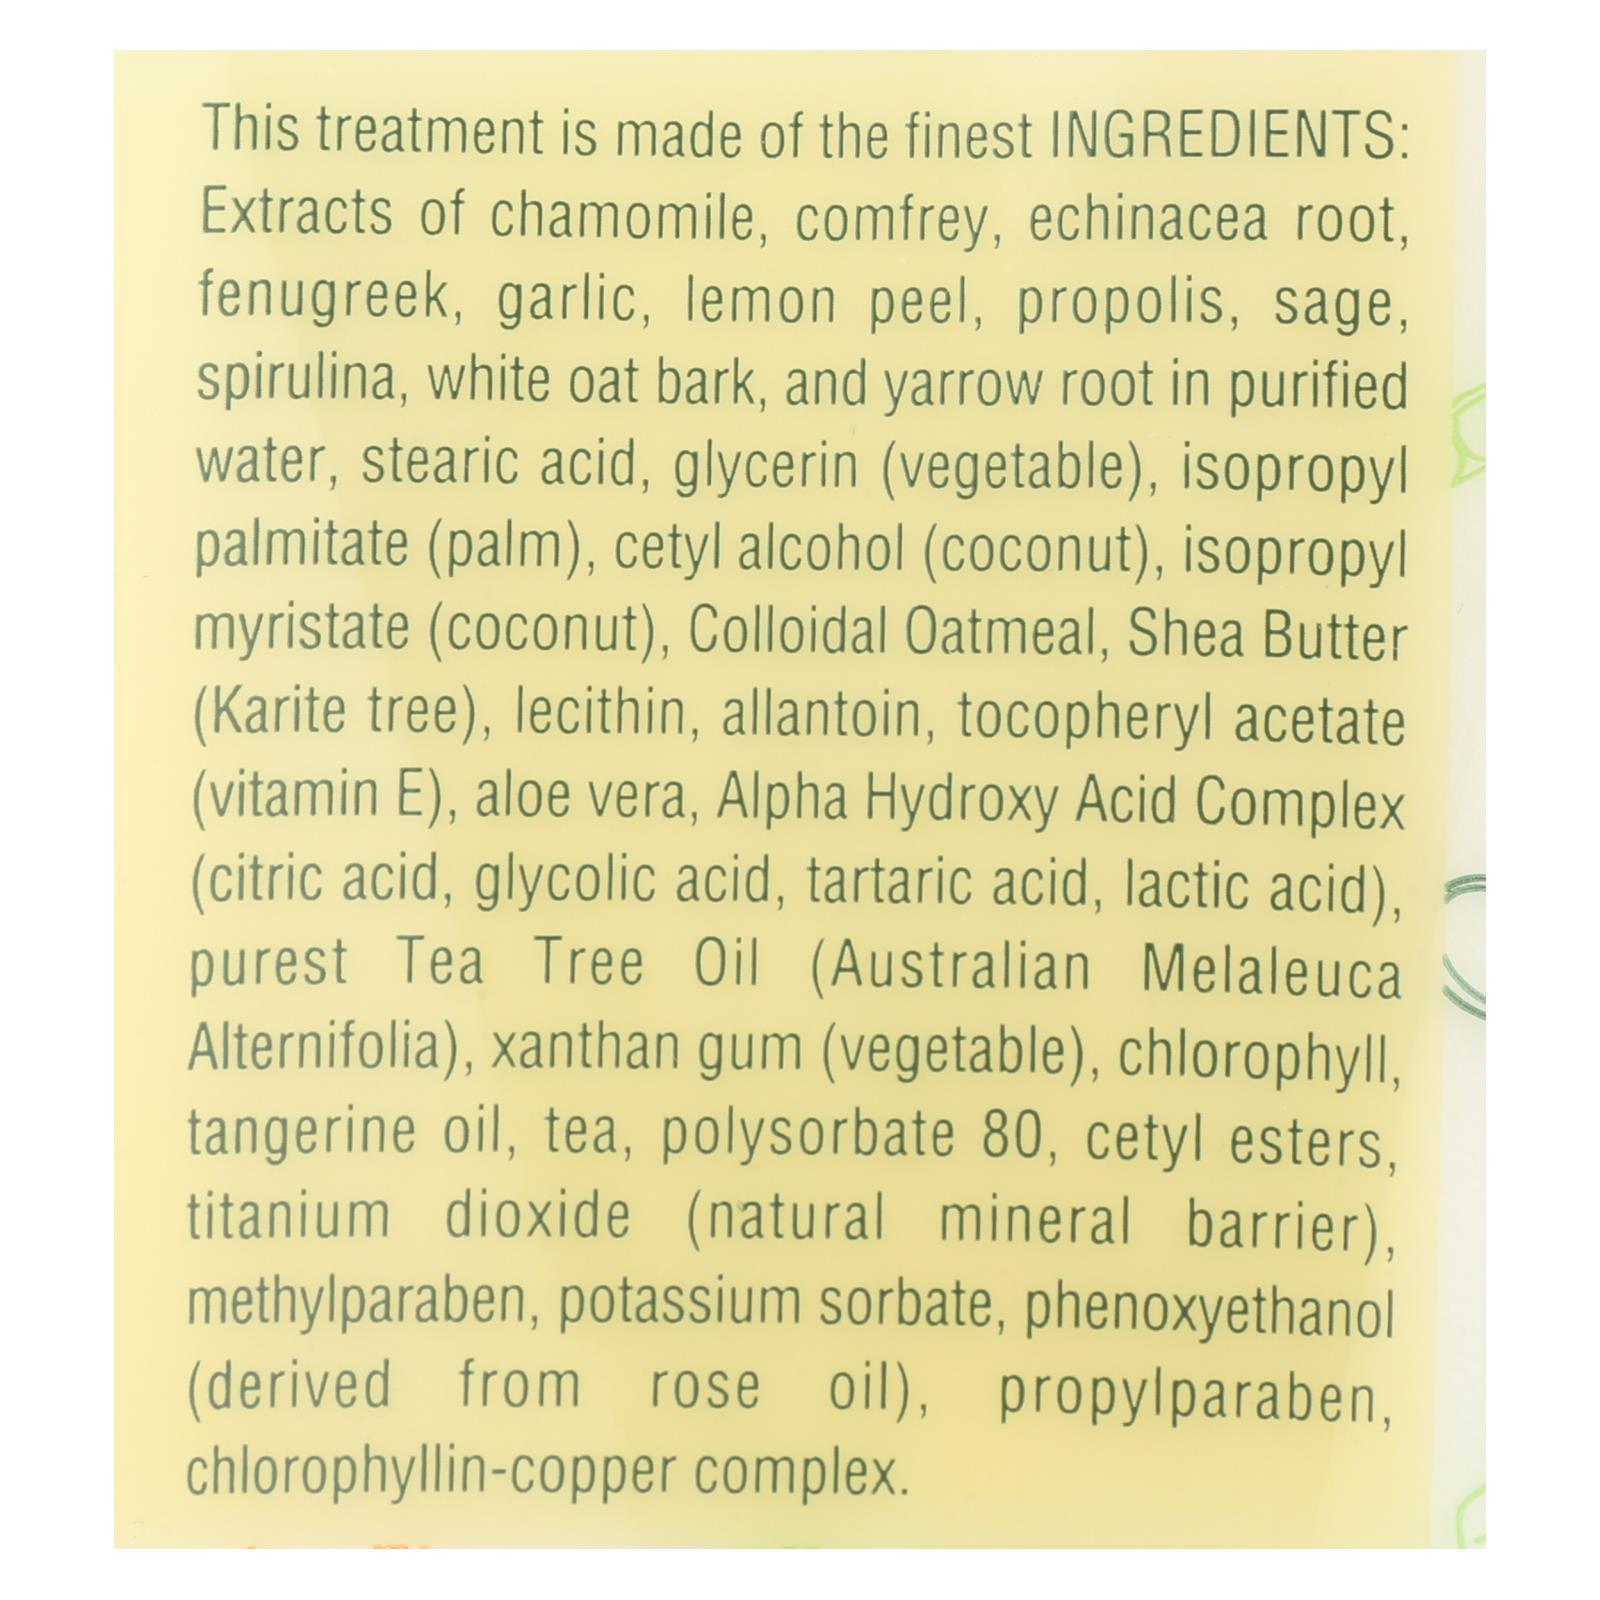 This treatment is made of the finest INGREDIENTS:
Extracts of chamomile, comfrey, echinacea root,
fenugreek, garlic, lemon peel, propolis, sage,
spirulina, white oat bark, and yarrow root in purified
water, stearic acid, glycerin (vegetable), isopropyl
palmitate (palm), cetyl alcohol (coconut), isopropyl
myristate (coconut), Colloidal Oatmeal, Shea Butter
(Karite tree), lecithin, allantoin, tocopheryl acetate
(vitamin E), aloe vera, Alpha Hydroxy Acid Complex
(citric acid, glycolic acid, tartaric acid, lactic acid),
purest Tea Tree Oil (Australian Melaleuca
Alternifolia), xanthan gum (vegetable), chlorophyll,
tangerine oil, tea, polysorbate 80, cetyl esters,
titanium dioxide (natural mineral barrier),
methylparaben, potassium sorbate, phenoxyethanol
(derived from rose oil), propylparaben,
chlorophyllin-copper complex.